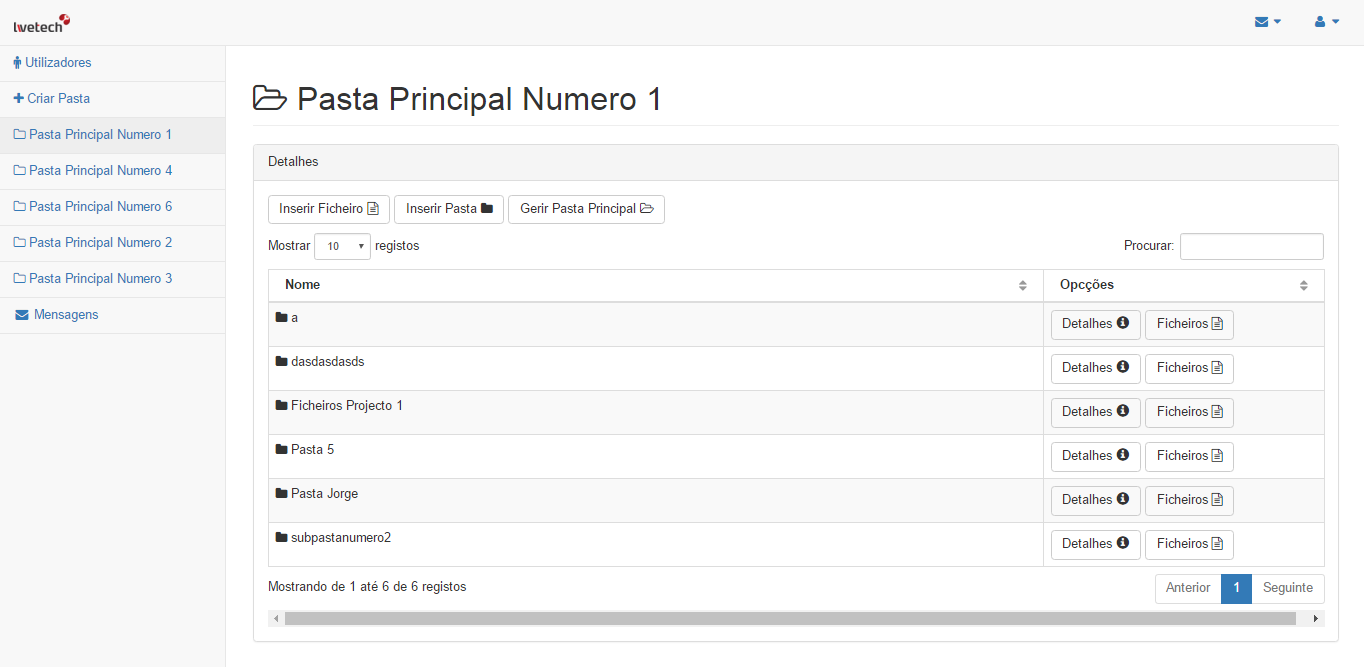 lwetech
Utilizadores
Criar Pasta
Pasta Principal Numero 1
Pasta Principal Numero 4
Pasta Principal Numero 6
Pasta Principal Numero 2
Pasta Principal Numero 3
Mensagens
Pasta Principal Numero 1
Detalhes
Inserir Ficheiro Inserir Pasta Gerir Pasta Principal
Mostrar 10 registos Procurar:
Nome Opcções
a Detalhes Ficheiros
dasdasdasds Detalhes Ficheiros
Ficheiros Projecto 1 Detalhes Ficheiros
Pasta 5 Detalhes Ficheiros
Pasta Jorge Detalhes Ficheiros
subpastanumero2 Detalhes Ficheiros
Mostrando de 1 até 6 de 6 registos Anterior 1 Seguinte